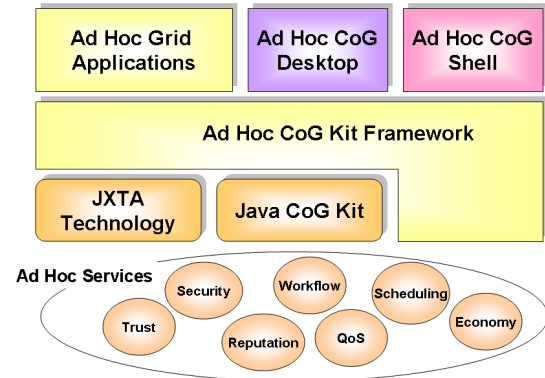 Ad Hoc Grid
Applications
Ad Hoc CoG
Desktop
Ad Hoc CoG
Shell
Ad Hoc CoG Kit Framework
JXTA
Technology
Java CoG Kit
Ad Hoc Services
Security
Workflow
Scheduling
Trust
Reputation
QoS
Economy